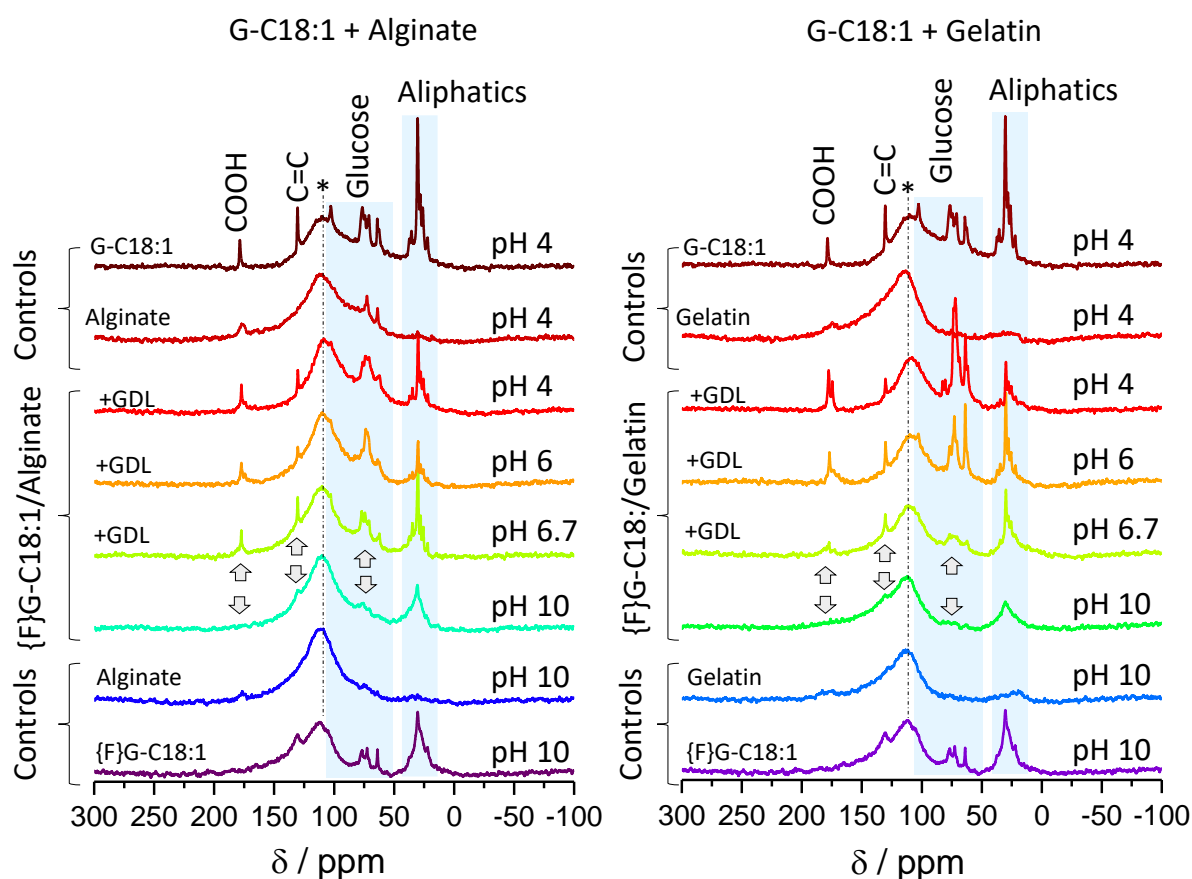 G-C18:1 + Alginate
Aliphatics
Glucose
C=C
*
COOH
G-C18:1
pH 4
Controls
Alginate
pH 4
+GDL
pH 4
{F}G-C18:1/Alginate
+GDL
pH 6
+GDL
pH 6.7
pH 10
Controls
Alginate
pH 10
{F}G-C18:1
pH 10
300 250 200 150 100 50 0 -50 -100
δ / ppm
G-C18:1 + Gelatin
Aliphatics
Glucose
C=C
*
COOH
G-C18:1
pH 4
Controls
Gelatin
pH 4
+GDL
pH 4
{F}G-C18:/Gelatin
+GDL
pH 6
+GDL
pH 6.7
pH 10
Controls
Gelatin
pH 10
{F}G-C18:1
pH 10
300 250 200 150 100 50 0 -50 -100
δ / ppm